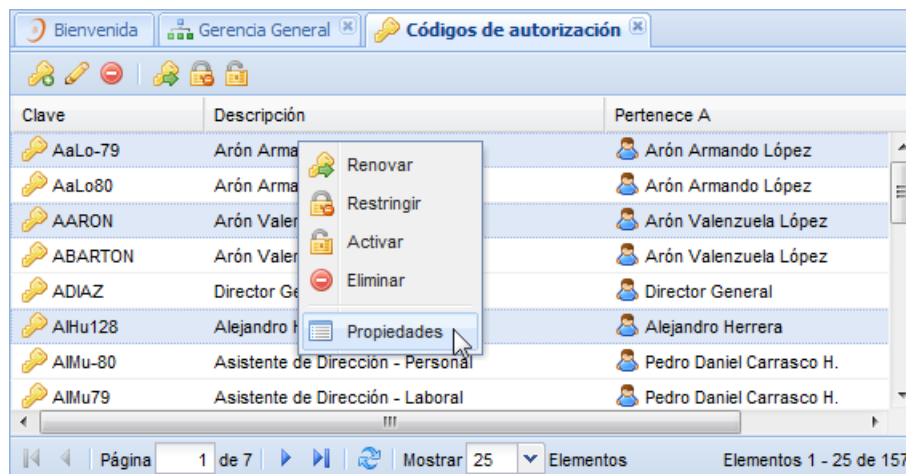 Bienvenida Gerencia General Códigos de autorización
Clave Descripción Pertenece A
AaLo-79 Arón Arma Arón Armando López
Renovar
AaLo80 Arón Arma Arón Armando López
Restringir
AARON Arón Valen Arón Valenzuela López
Activar
ABARTON Arón Valen Arón Valenzuela López
Eliminar
ADIAZ Director Ge Director General
AlHu128 Alejandro H Alejandro Herrera
Propiedades
AlMu-80 Asistente de Dirección - Personal Pedro Daniel Carrasco H.
AlMu79 Asistente de Dirección - Laboral Pedro Daniel Carrasco H.
Página 1 de 7 Mostrar 25 Elementos Elementos 1 - 25 de 157